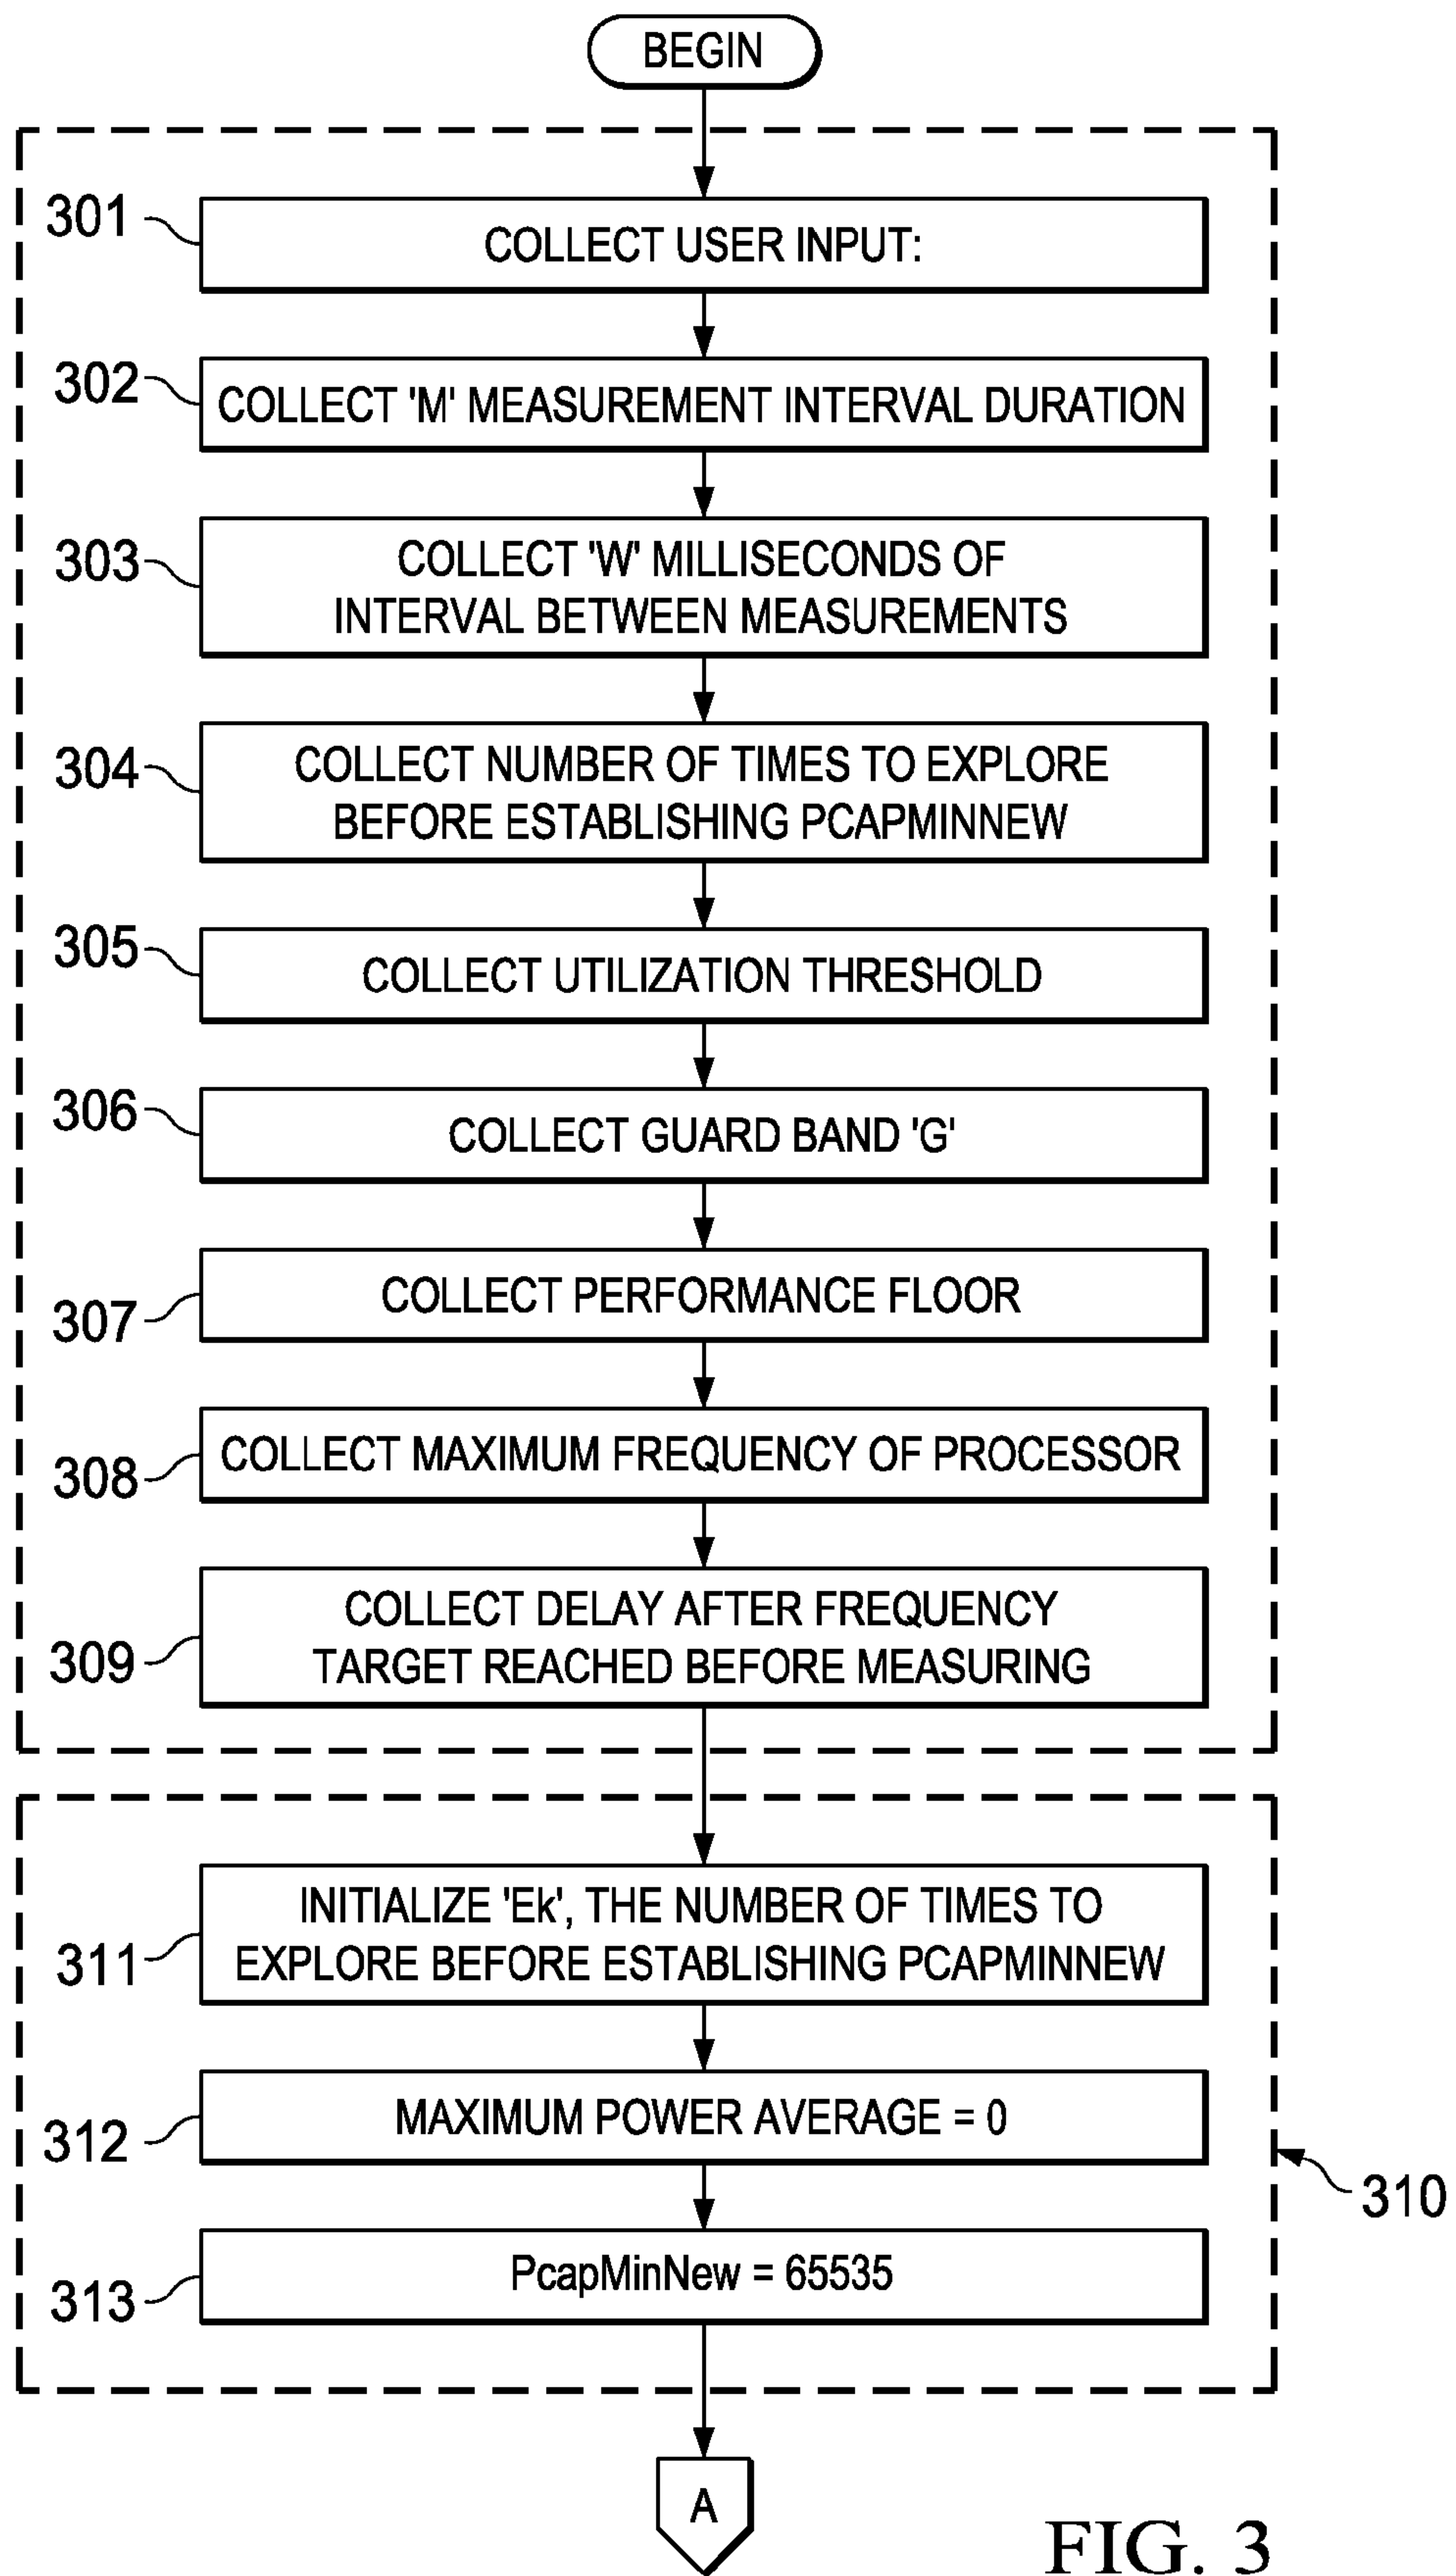 BEGIN
301
COLLECT USER INPUT:
302
COLLECT 'M' MEASUREMENT INTERVAL DURATION
303
COLLECT 'W' MILLISECONDS OF
INTERVAL BETWEEN MEASUREMENTS
304
COLLECT NUMBER OF TIMES TO EXPLORE
BEFORE ESTABLISHING PCAPMINNEW
305
COLLECT UTILIZATION THRESHOLD
306
COLLECT GUARD BAND 'G'
307
COLLECT PERFORMANCE FLOOR
308
COLLECT MAXIMUM FREQUENCY OF PROCESSOR
309
COLLECT DELAY AFTER FREQUENCY
TARGET REACHED BEFORE MEASURING
311
INITIALIZE 'Ek', THE NUMBER OF TIMES TO
EXPLORE BEFORE ESTABLISHING PCAPMINNEW
312
MAXIMUM POWER AVERAGE = 0
310
313
PcapMinNew = 65535
A
FIG. 3